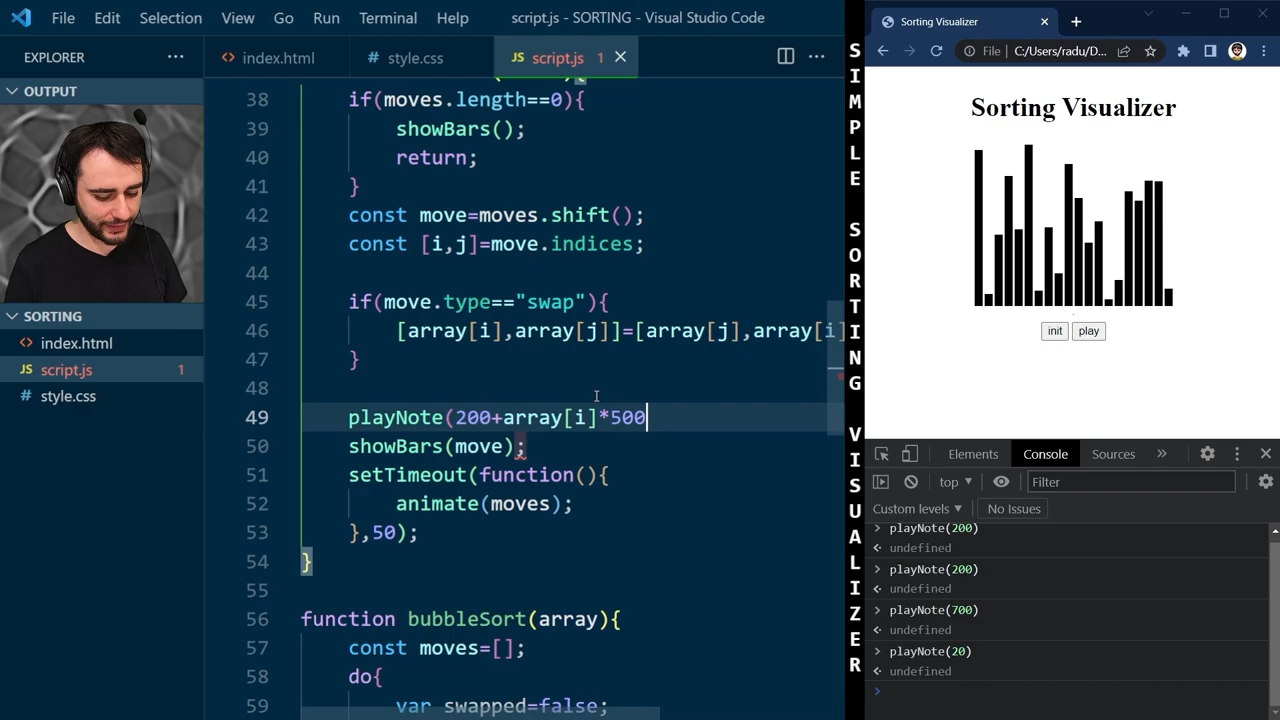 File Edit Selection View Go Run Terminal Help script.js - SORTING - Visual Studio Code
EXPLORER
index.html
style.css
JS script.js 1
OUTPUT
SORTING
index.html
JS script.js 1
style.css
38 if(moves.length==0){
39 showBars();
40 return;
41 }
42 const move=moves.shift();
43 const [i,j]=move.indices;
44
45 if(move.type=="swap"){
46 [array[i],array[j]]=[array[j],array[i]
47 }
48
49 playNote(200+array[i]*500
50 showBars(move);
51 setTimeout(function(){
52 animate(moves);
53 },50);
54 }
55
56 function bubbleSort(array){
57 const moves=[];
58 do{
59 var swapped=false;
SIMPLE SORTING VISUALIZER
Sorting Visualizer
File C:/Users/radu/D...
Sorting Visualizer
init play
Elements Console Sources
top Filter
Custom levels No Issues
playNote(200)
undefined
playNote(200)
undefined
playNote(700)
undefined
playNote(20)
undefined